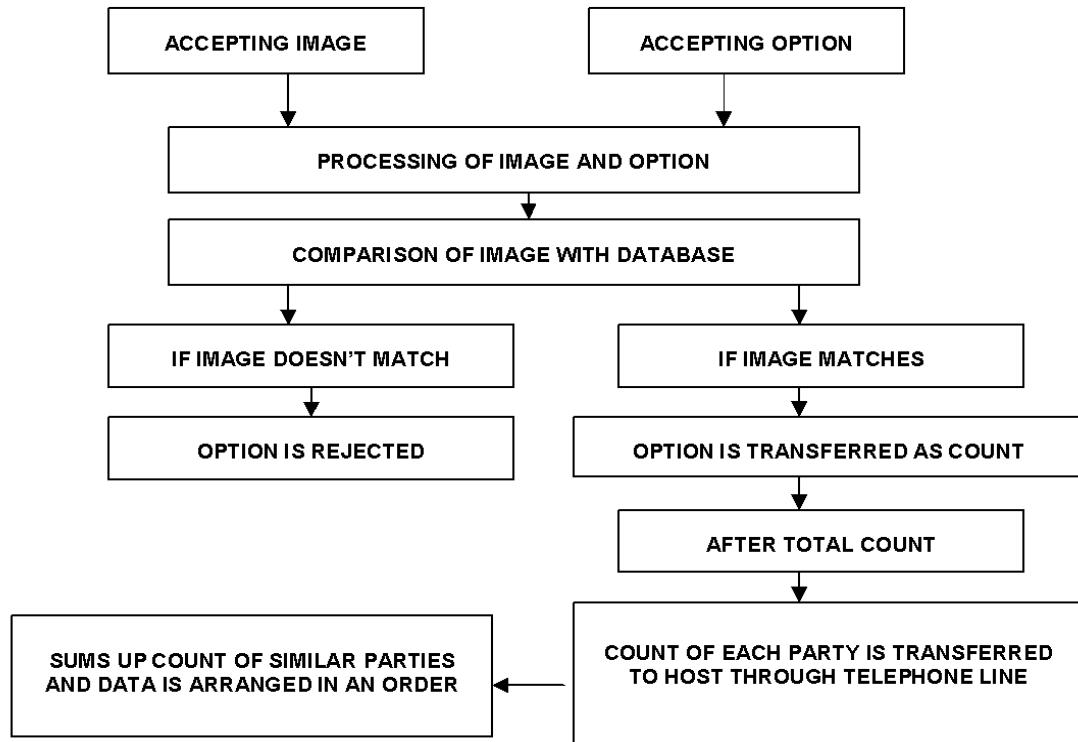 ACCEPTING IMAGE
ACCEPTING OPTION
PROCESSING OF IMAGE AND OPTION
COMPARISON OF IMAGE WITH DATABASE
IF IMAGE DOESN'T MATCH
IF IMAGE MATCHES
OPTION IS REJECTED
OPTION IS TRANSFERRED AS COUNT
AFTER TOTAL COUNT
COUNT OF EACH PARTY IS TRANSFERRED
TO HOST THROUGH TELEPHONE LINE
SUMS UP COUNT OF SIMILAR PARTIES
AND DATA IS ARRANGED IN AN ORDER